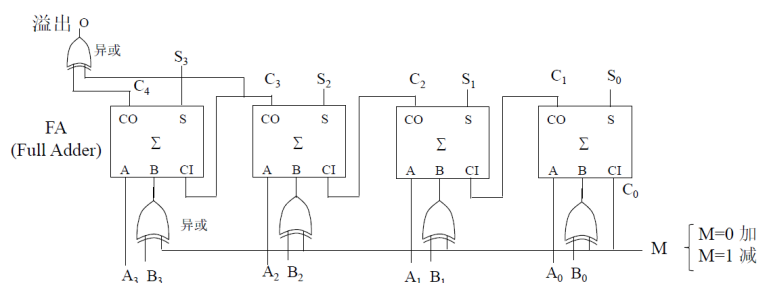 溢出 O
异或
S3
C4
C3
S2
C2
S1
C1
S0
FA
(Full Adder)
CO S
Σ
A B CI
CO S
Σ
A B CI
CO S
Σ
A B CI
CO S
Σ
A B CI
C0
异或
M
M=0 加
M=1 减
A3 B3
A2 B2
A1 B1
A0 B0